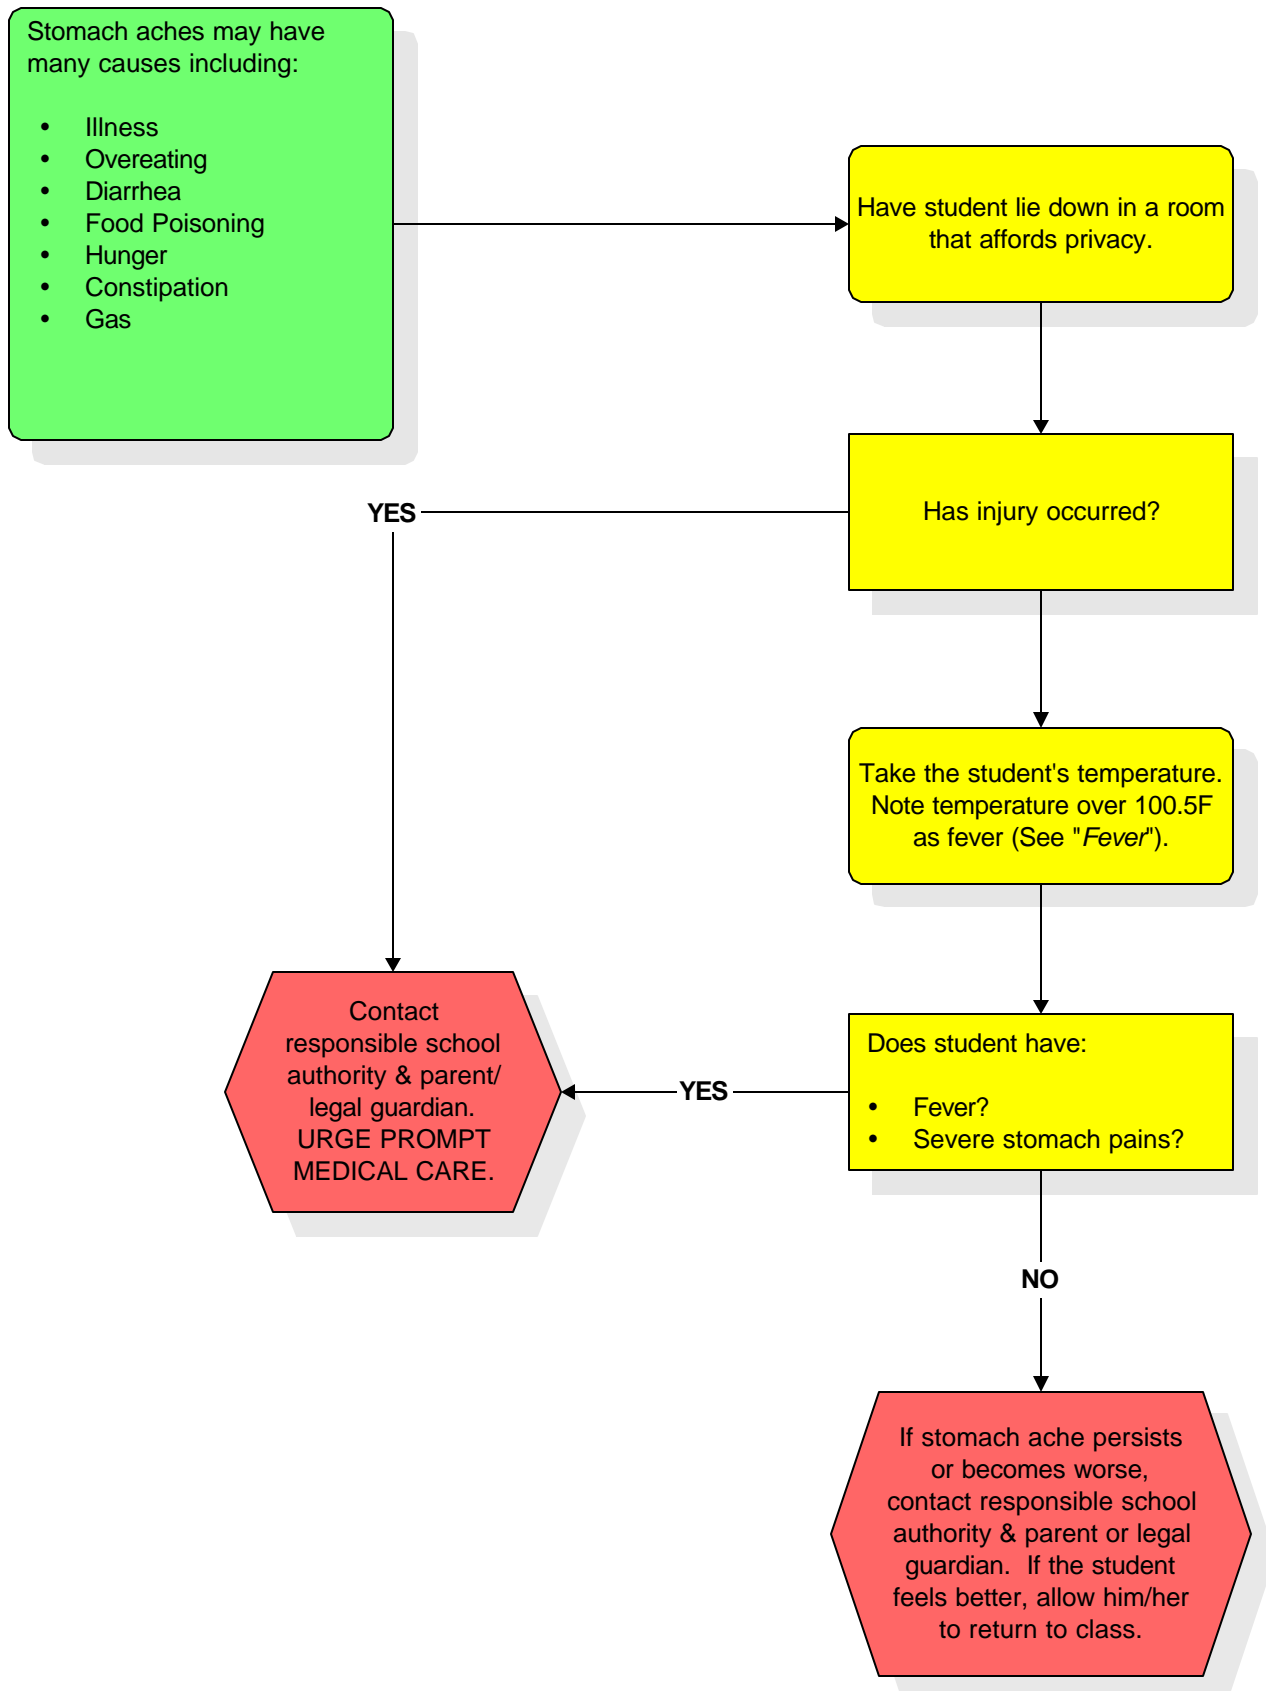 Stomach aches may have
many causes including:
• Illness
• Overeating
• Diarrhea
• Food Poisoning
• Hunger
• Constipation
• Gas
Have student lie down in a room
that affords privacy.
Has injury occurred?
YES
Take the student's temperature.
Note temperature over 100.5F
as fever (See "Fever").
Contact
responsible school
authority & parent/
legal guardian.
URGE PROMPT
MEDICAL CARE.
YES
Does student have:
• Fever?
• Severe stomach pains?
NO
If stomach ache persists
or becomes worse,
contact responsible school
authority & parent or legal
guardian.  If the student
feels better, allow him/her
to return to class.